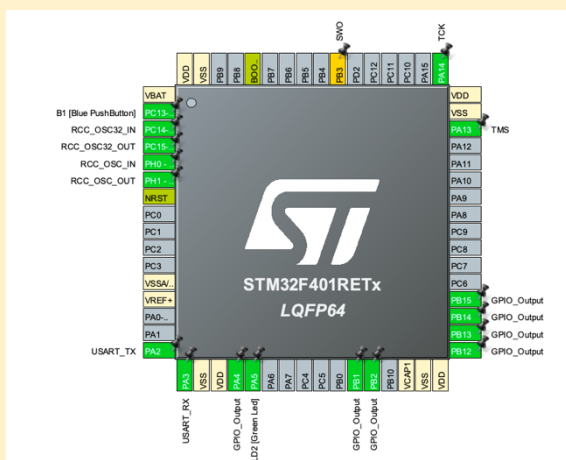 SWO
TCK
VDD
VSS
PB9
PB8
BOO..
PB7
PB6
PB5
PB4
PB3
PD2
PC12
PC11
PC10
PA15
PA14
VBAT
B1 [Blue PushButton] PC13-..
RCC_OSC32_IN PC14-..
RCC_OSC32_OUT PC15-..
RCC_OSC_IN PH0 - ..
RCC_OSC_OUT PH1 - ..
NRST
PC0
PC1
PC2
PC3
VSSA/..
VREF+
PA0-..
PA1
USART_TX PA2
STM32F401RETx
LQFP64
VDD
VSS
PA13 TMS
PA12
PA11
PA10
PA9
PA8
PC9
PC8
PC7
PC6
PB15 GPIO_Output
PB14 GPIO_Output
PB13 GPIO_Output
PB12 GPIO_Output
PA3
VSS
VDD
PA4
PA5
PA6
PA7
PC4
PC5
PB0
PB1
PB2
PB10
VCAP1
VSS
VDD
USART_RX
GPIO_Output
LD2 [Green Led]
GPIO_Output
GPIO_Output